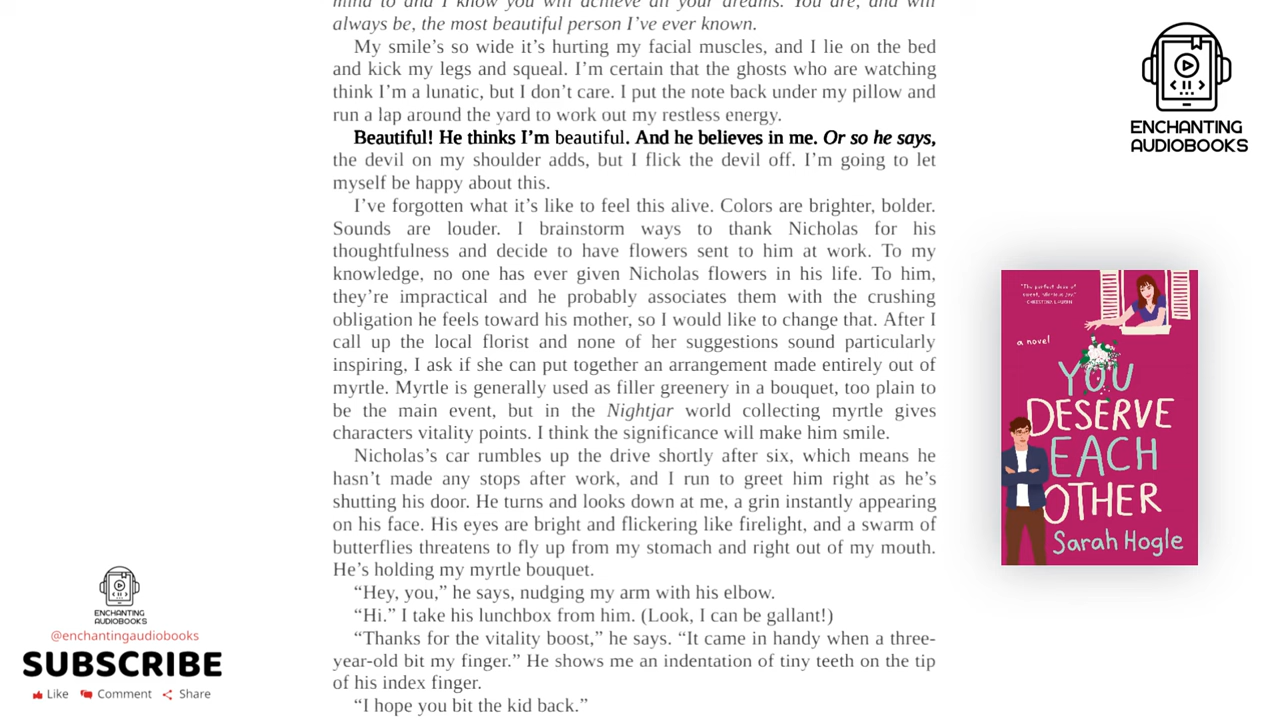 mind to and I know you will achieve all your dreams. You are, and will
always be, the most beautiful person I've ever known.
My smile's so wide it's hurting my facial muscles, and I lie on the bed
and kick my legs and squeal. I'm certain that the ghosts who are watching
think I'm a lunatic, but I don't care. I put the note back under my pillow and
run a lap around the yard to work out my restless energy.
Beautiful! He thinks I'm beautiful. And he believes in me. Or so he says,
the devil on my shoulder adds, but I flick the devil off. I'm going to let
myself be happy about this.
I've forgotten what it's like to feel this alive. Colors are brighter, bolder.
Sounds are louder. I brainstorm ways to thank Nicholas for his
thoughtfulness and decide to have flowers sent to him at work. To my
knowledge, no one has ever given Nicholas flowers in his life. To him,
they're impractical and he probably associates them with the crushing
obligation he feels toward his mother, so I would like to change that. After I
call up the local florist and none of her suggestions sound particularly
inspiring, I ask if she can put together an arrangement made entirely out of
myrtle. Myrtle is generally used as filler greenery in a bouquet, too plain to
be the main event, but in the Nightjar world collecting myrtle gives
characters vitality points. I think the significance will make him smile.
Nicholas's car rumbles up the drive shortly after six, which means he
hasn't made any stops after work, and I run to greet him right as he's
shutting his door. He turns and looks down at me, a grin instantly appearing
on his face. His eyes are bright and flickering like firelight, and a swarm of
butterflies threatens to fly up from my stomach and right out of my mouth.
He's holding my myrtle bouquet.
“Hey, you,” he says, nudging my arm with his elbow.
“Hi.” I take his lunchbox from him. (Look, I can be gallant!)
“Thanks for the vitality boost,” he says. “It came in handy when a three-
year-old bit my finger.” He shows me an indentation of tiny teeth on the tip
of his index finger.
“I hope you bit the kid back.”
ENCHANTING
AUDIOBOOKS
"The perfect dose of
CHRISTINA LAUREN
a novel
YOU
DESERVE
EACH
OTHER
Sarah Hogle
ENCHANTING
AUDIOBOOKS
@enchantingaudiobooks
SUBSCRIBE
Like Comment Share